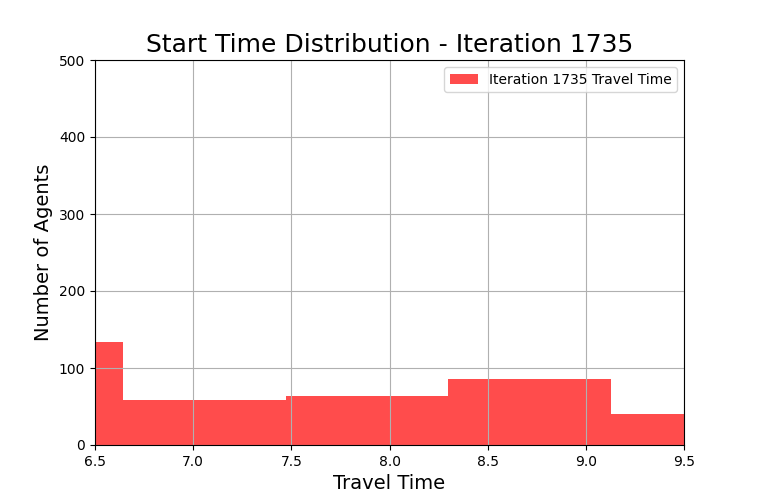 Start Time Distribution - Iteration 1735
Iteration 1735 Travel Time
Number of Agents
500
400
300
200
100
0
6.5 7.0 7.5 8.0 8.5 9.0 9.5
Travel Time